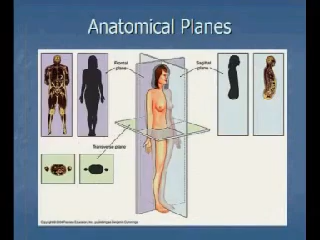 Anatomical Planes
Frontal
plane
Sagittal
plane
Transverse plane